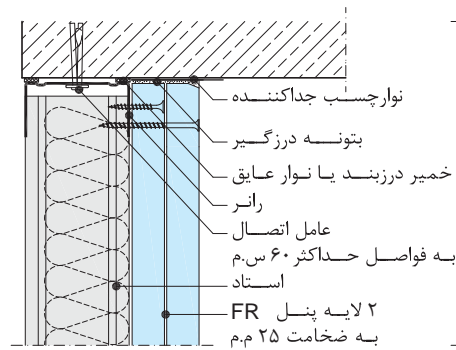 نوارچسب جداکننده
بتونه درزگیر
خمیر درزبند یا نوار عایق
رانر
عامل اتصال
به فواصل حداکثر ۶۰ س.م
استاد
۲ لایه پنل FR
به ضخامت ۲۵ م.م